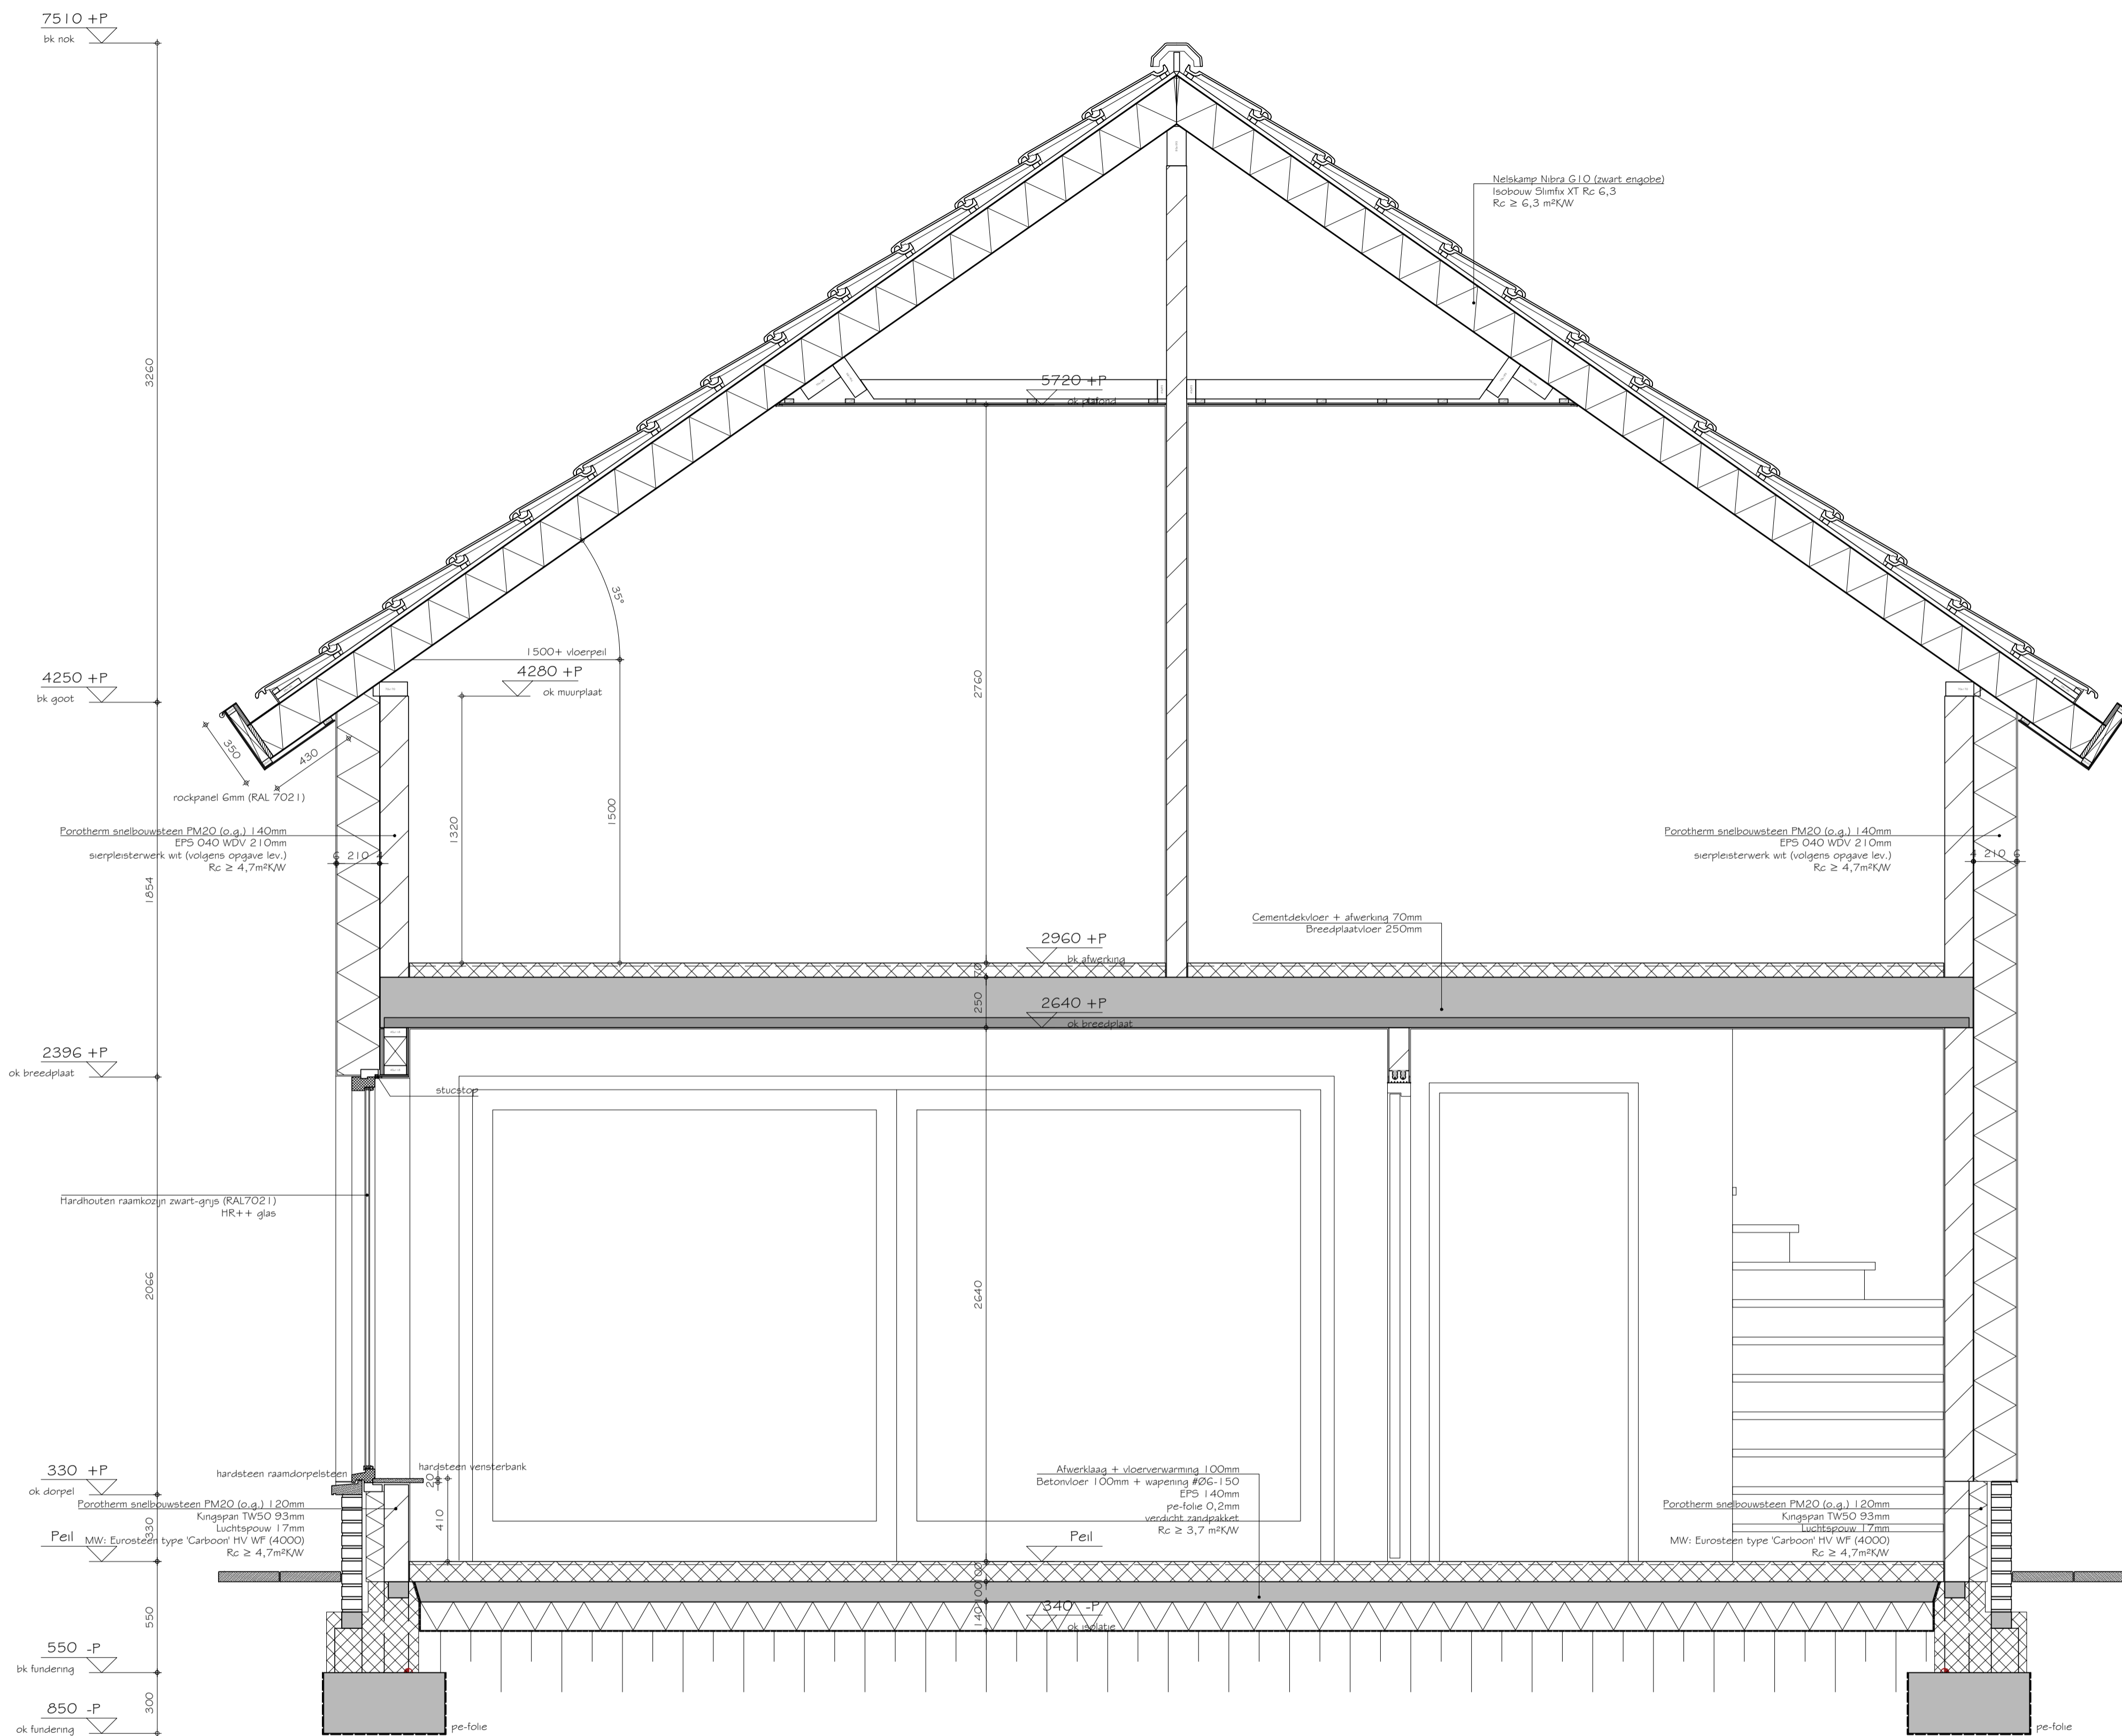 7510 +P
bk nok
3260
Nelskamp Nibra G10 (zwart engobe)
Isobouw Slimfix XT Rc 6,3
Rc ≥ 6,3 m²K/W
5720 +P
ok plafond
35°
1500+ vloerpeil
4280 +P
ok muurplaat
4250 +P
bk goot
2760
350
430
rockpanel 6mm (RAL 7021)
1320
1500
1854
Porotherm snelbouwsteen PM20 (o.g.) 140mm
EPS 040 WDV 210mm
sierpleisterwerk wit (volgens opgave lev.)
Rc ≥ 4,7m²K/W
6 210 4
Porotherm snelbouwsteen PM20 (o.g.) 140mm
EPS 040 WDV 210mm
sierpleisterwerk wit (volgens opgave lev.)
Rc ≥ 4,7m²K/W
4 210 6
Cementdekvloer + afwerking 70mm
Breedplaatvloer 250mm
2960 +P
bk afwerking
70
250
2640 +P
ok breedplaat
2396 +P
ok breedplaat
stucstop
Hardhouten raamkozijn zwart-grijs (RAL7021)
HR++ glas
2066
2640
hardsteen raamdorpelsteen
hardsteen vensterbank
20
410
330 +P
ok dorpel
Porotherm snelbouwsteen PM20 (o.g.) 120mm
Kingspan TW50 93mm
Luchtspouw 17mm
MW: Eurosteen type 'Carboon' HV WF (4000)
Rc ≥ 4,7m²K/W
330
Peil
Afwerklaag + vloerverwarming 100mm
Betonvloer 100mm + wapening #Ø6-150
EPS 140mm
pe-folie 0,2mm
verdicht zandpakket
Rc ≥ 3,7 m²K/W
Peil
Porotherm snelbouwsteen PM20 (o.g.) 120mm
Kingspan TW50 93mm
Luchtspouw 17mm
MW: Eurosteen type 'Carboon' HV WF (4000)
Rc ≥ 4,7m²K/W
100
100
140
340 -P
ok isolatie
550
550 -P
bk fundering
300
850 -P
ok fundering
pe-folie
pe-folie